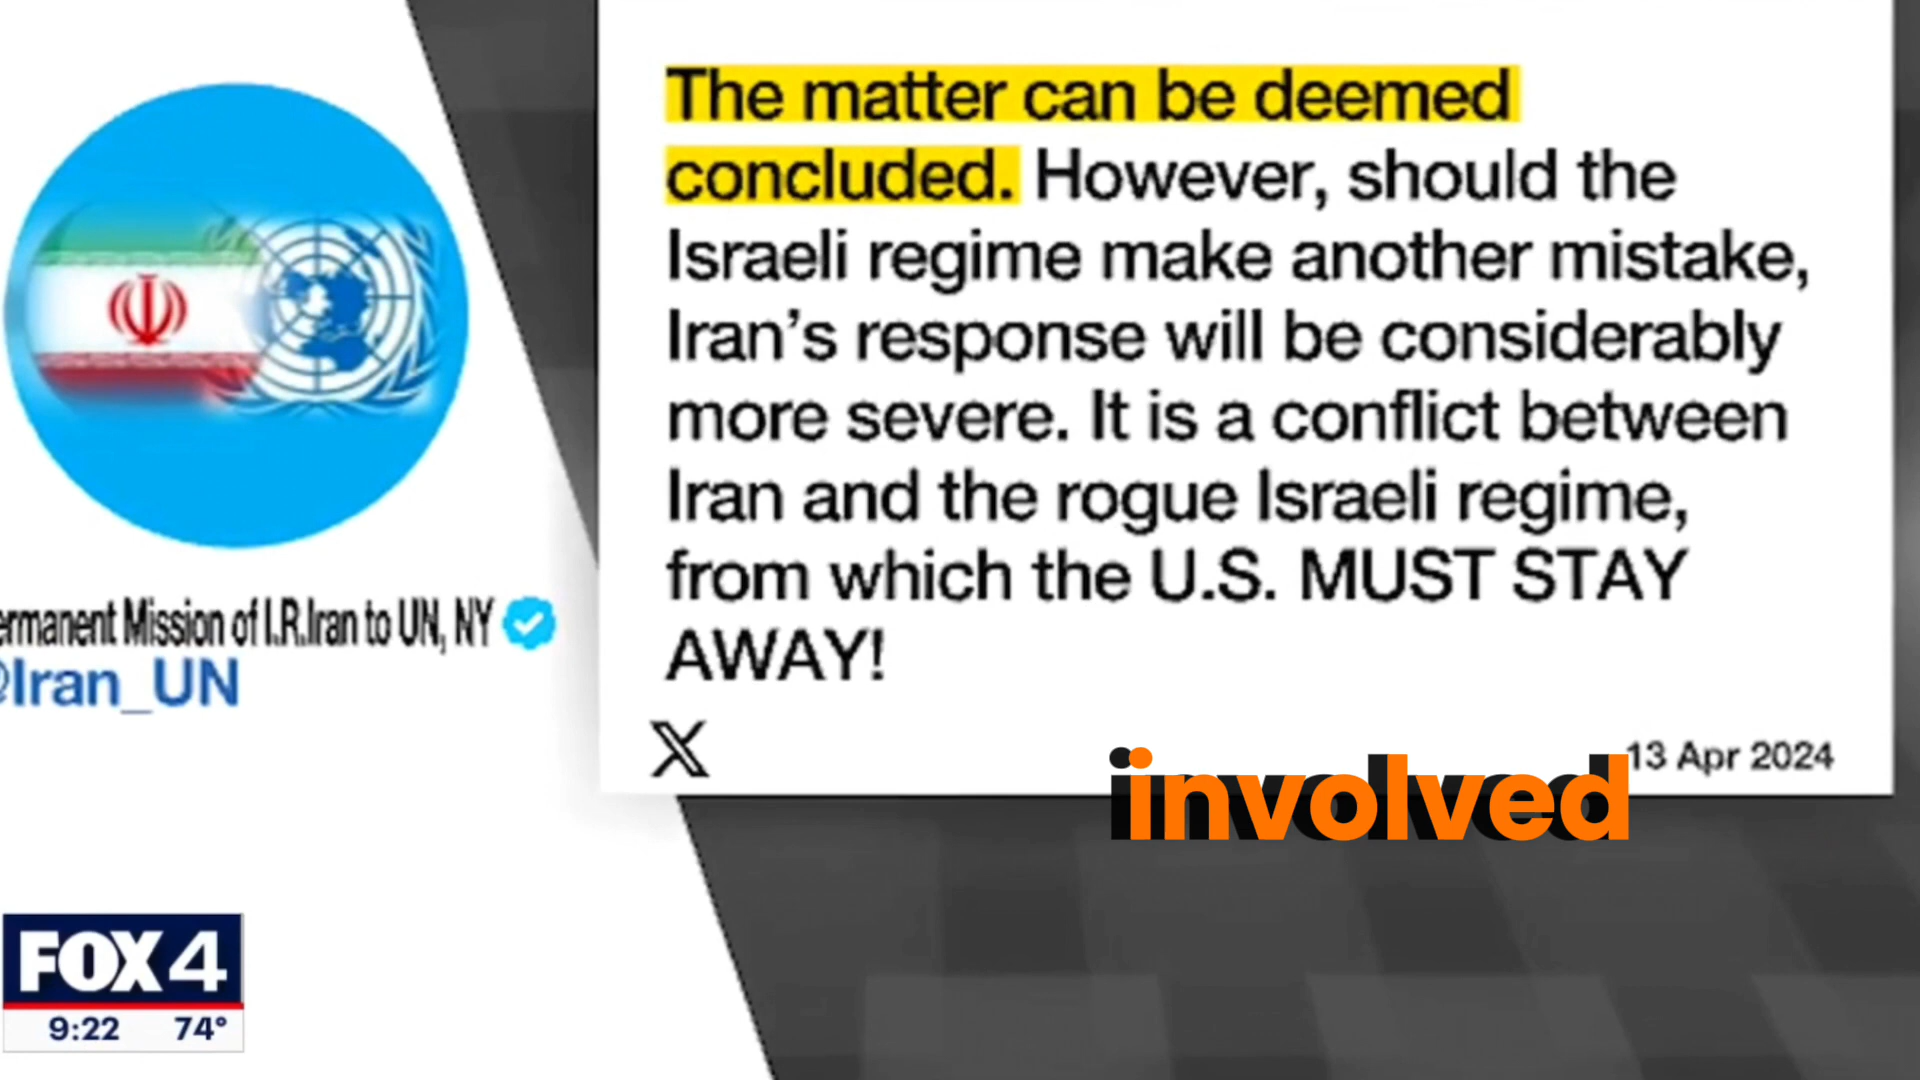 The matter can be deemed
concluded. However, should the
Israeli regime make another mistake,
Iran's response will be considerably
more severe. It is a conflict between
Iran and the rogue Israeli regime,
from which the U.S. MUST STAY
AWAY!
13 Apr 2024
involved
ermanent Mission of I.R.Iran to UN, NY
@Iran_UN
FOX 4
9:22 74°